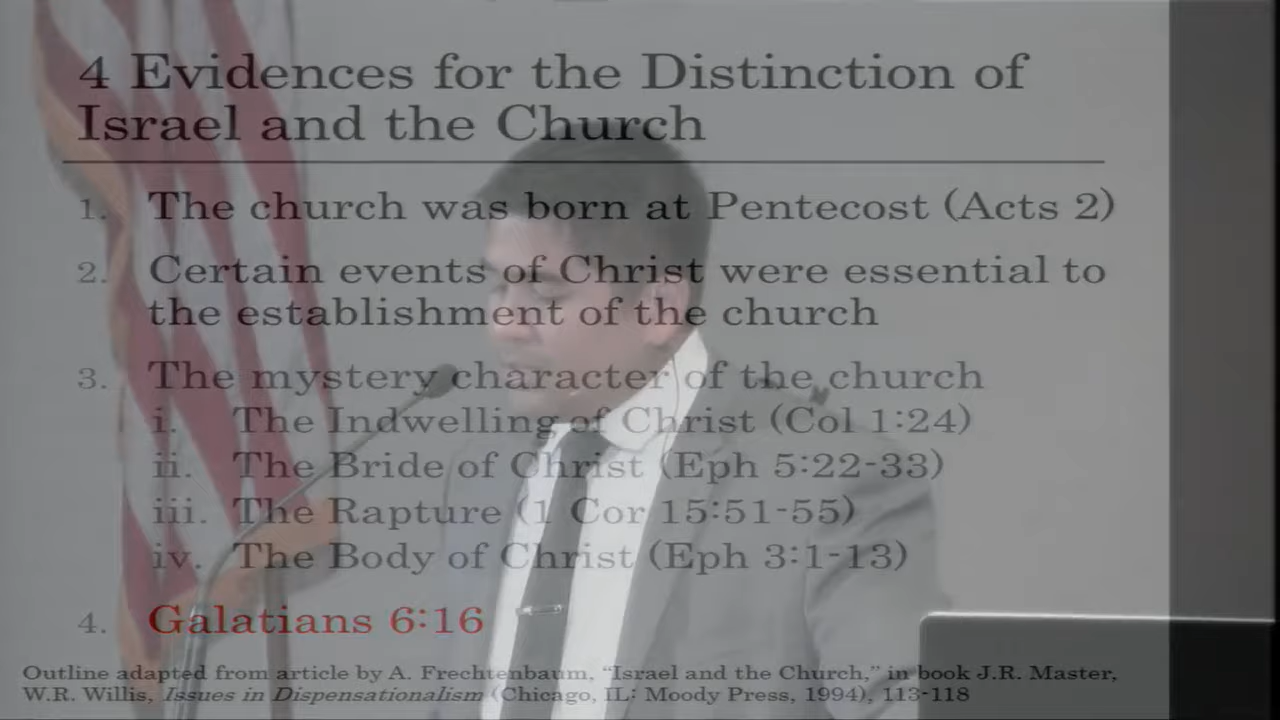 4 Evidences for the Distinction of
Israel and the Church
1. The church was born at Pentecost (Acts 2)
2. Certain events of Christ were essential to
the establishment of the church
3. The mystery character of the church
i. The Indwelling of Christ (Col 1:24)
ii. The Bride of Christ (Eph 5:22-33)
iii. The Rapture (1 Cor 15:51-55)
iv. The Body of Christ (Eph 3:1-13)
4. Galatians 6:16
Outline adapted from article by A. Frechtenbaum, “Israel and the Church,” in book J.R. Master,
W.R. Willis, Issues in Dispensationalism (Chicago, IL: Moody Press, 1994), 113-118